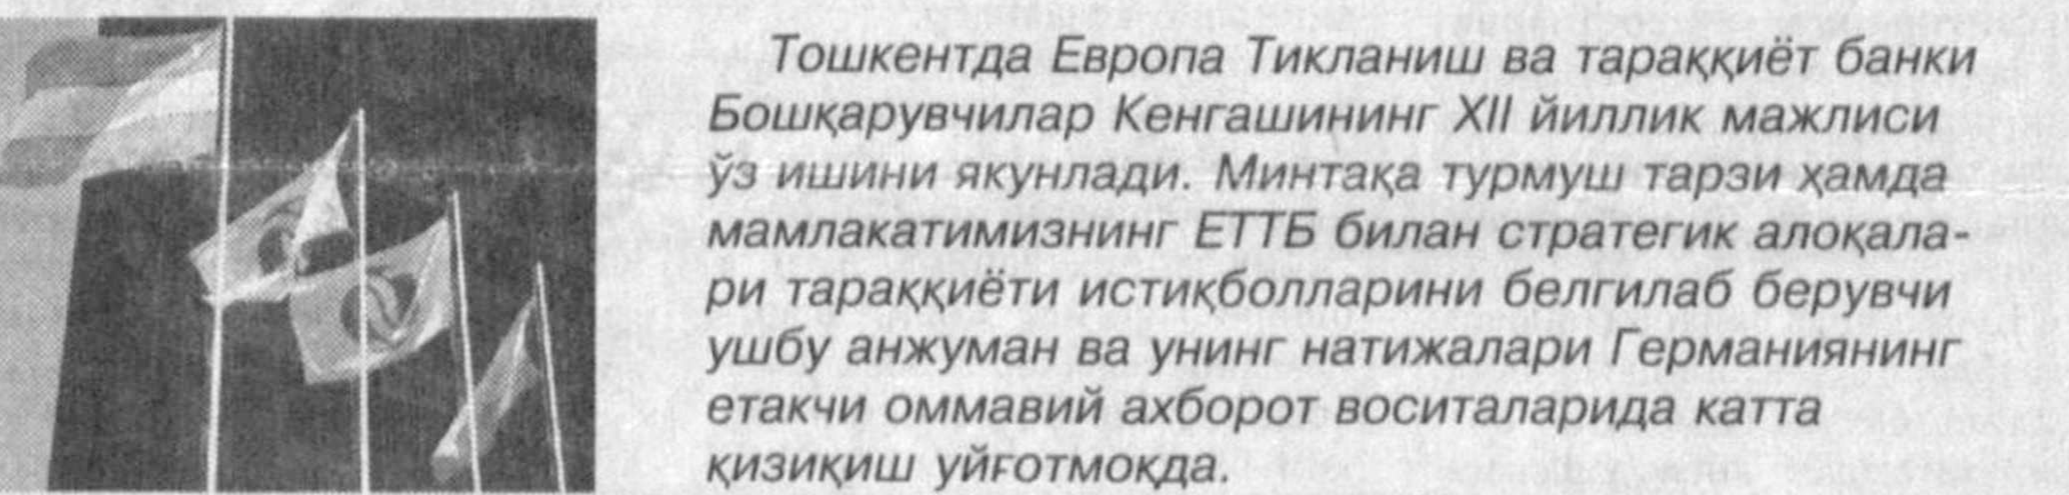 Тошкентда Европа Тикланиш ва тараққиёт банки
Бошқарувчилар Кенгашининг XII йиллик мажлиси
ўз ишини якунлади. Минтақа турмуш тарзи ҳамда
мамлакатимизнинг ЕТТБ билан стратегик алоқала-
ри тараққиёти истиқболларини белгилаб берувчи
ушбу анжуман ва унинг натижалари Германиянинг
етакчи оммавий ахборот воситаларида катта
қизиқиш уйғотмоқда.